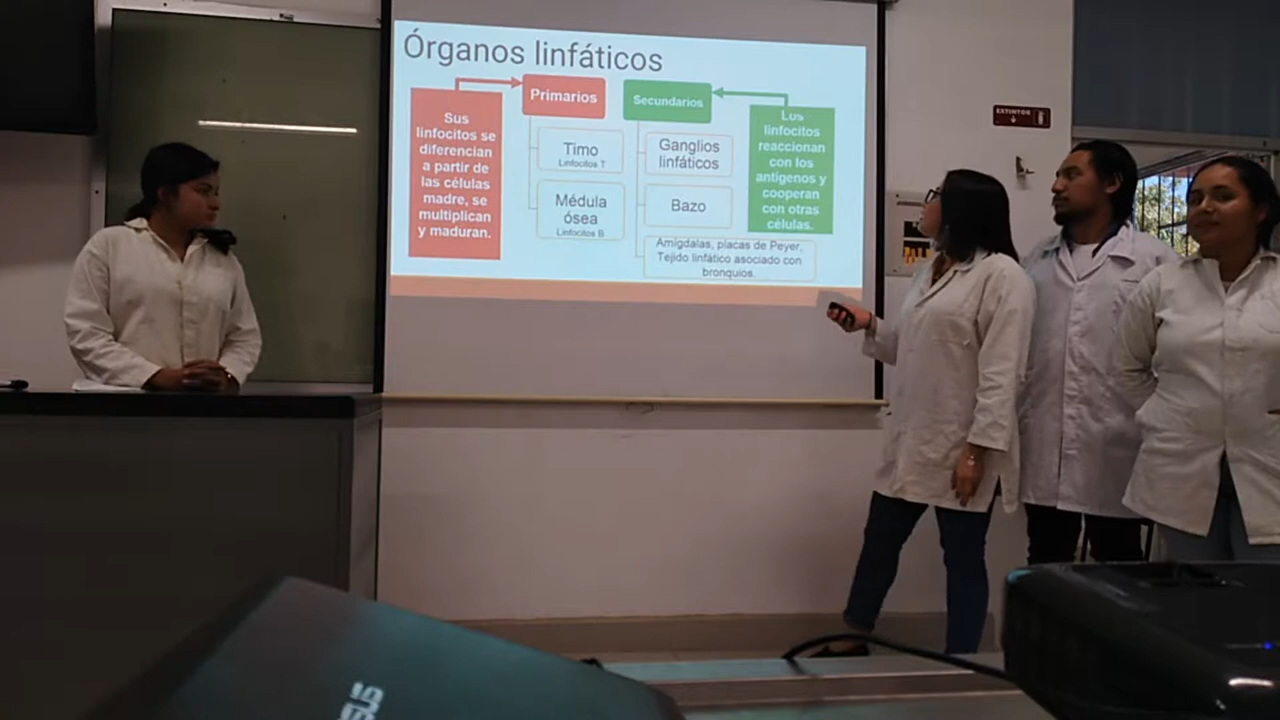 Órganos linfáticos
Primarios
Secundarios
Sus
linfocitos se
diferencian
a partir de
las células
madre, se
multiplican
y maduran.
Timo
Linfocitos T
Médula
ósea
Linfocitos B
Ganglios
linfáticos
Bazo
Amígdalas, placas de Peyer,
Tejido linfático asociado con
bronquios.
Los
linfocitos
reaccionan
con los
antigenos y
cooperan
con otras
células.
EXTINTOR